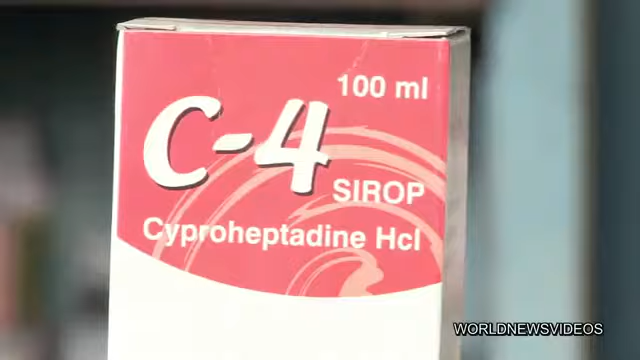 100 ml
C-4
SIROP
Cyproheptadine Hcl
WORLDNEWSVIDEOS